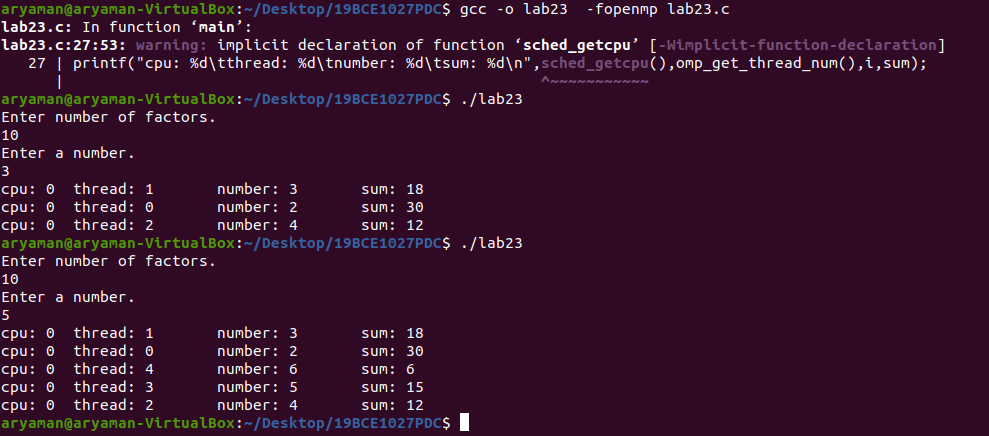 aryaman@aryaman-VirtualBox:~/Desktop/19BCE1027PDC$ gcc -o lab23  -fopenmp lab23.c
lab23.c: In function ‘main’:
lab23.c:27:53: warning: implicit declaration of function ‘sched_getcpu’ [-Wimplicit-function-declaration]
   27 | printf("cpu: %d\tthread: %d\tnumber: %d\tsum: %d\n",sched_getcpu(),omp_get_thread_num(),i,sum);
      |                                                     ^~~~~~~~~~~~
aryaman@aryaman-VirtualBox:~/Desktop/19BCE1027PDC$ ./lab23
Enter number of factors.
10
Enter a number.
3
cpu: 0  thread: 1       number: 3       sum: 18
cpu: 0  thread: 0       number: 2       sum: 30
cpu: 0  thread: 2       number: 4       sum: 12
aryaman@aryaman-VirtualBox:~/Desktop/19BCE1027PDC$ ./lab23
Enter number of factors.
10
Enter a number.
5
cpu: 0  thread: 1       number: 3       sum: 18
cpu: 0  thread: 0       number: 2       sum: 30
cpu: 0  thread: 4       number: 6       sum: 6
cpu: 0  thread: 3       number: 5       sum: 15
cpu: 0  thread: 2       number: 4       sum: 12
aryaman@aryaman-VirtualBox:~/Desktop/19BCE1027PDC$